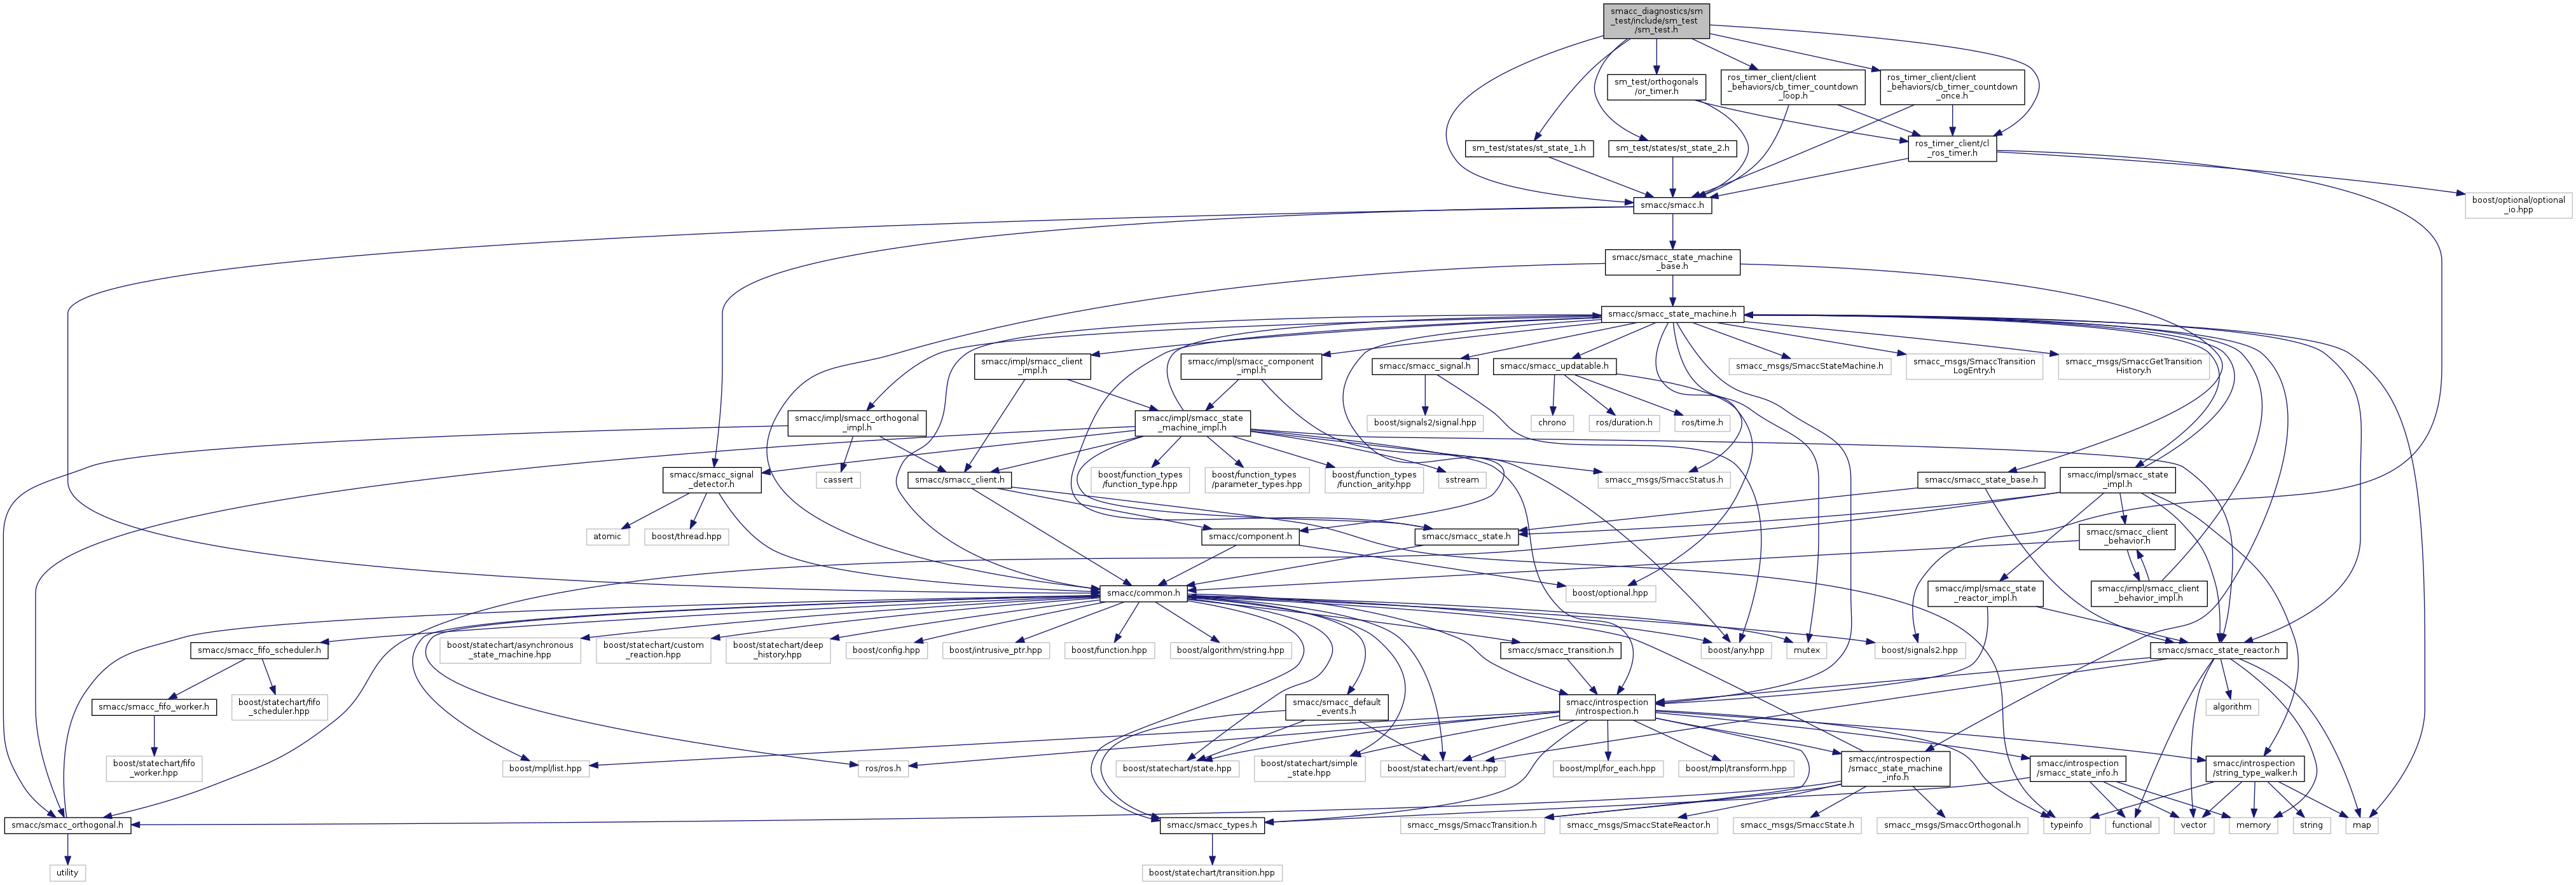 smacc_diagnostics/sm
_test/include/sm_test
/sm_test.h
sm_test/orthogonals
/or_timer.h
ros_timer_client/client
_behaviors/cb_timer_countdown
_loop.h
ros_timer_client/client
_behaviors/cb_timer_countdown
_once.h
sm_test/states/st_state_1.h
sm_test/states/st_state_2.h
ros_timer_client/cl
_ros_timer.h
smacc/smacc.h
boost/optional/optional
_io.hpp
smacc/smacc_state_machine
_base.h
smacc/smacc_state_machine.h
smacc/impl/smacc_client
_impl.h
smacc/impl/smacc_component
_impl.h
smacc/smacc_signal.h
smacc/smacc_updatable.h
smacc_msgs/SmaccStateMachine.h
smacc_msgs/SmaccTransition
LogEntry.h
smacc_msgs/SmaccGetTransition
History.h
smacc/impl/smacc_orthogonal
_impl.h
smacc/impl/smacc_state
_machine_impl.h
boost/signals2/signal.hpp
chrono
ros/duration.h
ros/time.h
smacc/smacc_signal
_detector.h
cassert
smacc/smacc_client.h
boost/function_types
/function_type.hpp
boost/function_types
/parameter_types.hpp
boost/function_types
/function_arity.hpp
sstream
smacc_msgs/SmaccStatus.h
smacc/smacc_state_base.h
smacc/impl/smacc_state
_impl.h
atomic
boost/thread.hpp
smacc/component.h
smacc/smacc_state.h
smacc/smacc_client
_behavior.h
smacc/common.h
boost/optional.hpp
smacc/impl/smacc_state
_reactor_impl.h
smacc/impl/smacc_client
_behavior_impl.h
smacc/smacc_fifo_scheduler.h
boost/statechart/asynchronous
_state_machine.hpp
boost/statechart/custom
_reaction.hpp
boost/statechart/deep
_history.hpp
boost/config.hpp
boost/intrusive_ptr.hpp
boost/function.hpp
boost/algorithm/string.hpp
smacc/smacc_transition.h
boost/any.hpp
mutex
boost/signals2.hpp
smacc/smacc_state_reactor.h
smacc/smacc_fifo_worker.h
boost/statechart/fifo
_scheduler.hpp
smacc/smacc_default
_events.h
smacc/introspection
/introspection.h
algorithm
boost/statechart/fifo
_worker.hpp
boost/mpl/list.hpp
ros/ros.h
boost/statechart/state.hpp
boost/statechart/simple
_state.hpp
boost/statechart/event.hpp
boost/mpl/for_each.hpp
boost/mpl/transform.hpp
smacc/introspection
/smacc_state_machine
_info.h
smacc/introspection
/smacc_state_info.h
smacc/introspection
/string_type_walker.h
smacc/smacc_orthogonal.h
smacc/smacc_types.h
smacc_msgs/SmaccTransition.h
smacc_msgs/SmaccStateReactor.h
smacc_msgs/SmaccState.h
smacc_msgs/SmaccOrthogonal.h
typeinfo
functional
vector
memory
string
map
utility
boost/statechart/transition.hpp